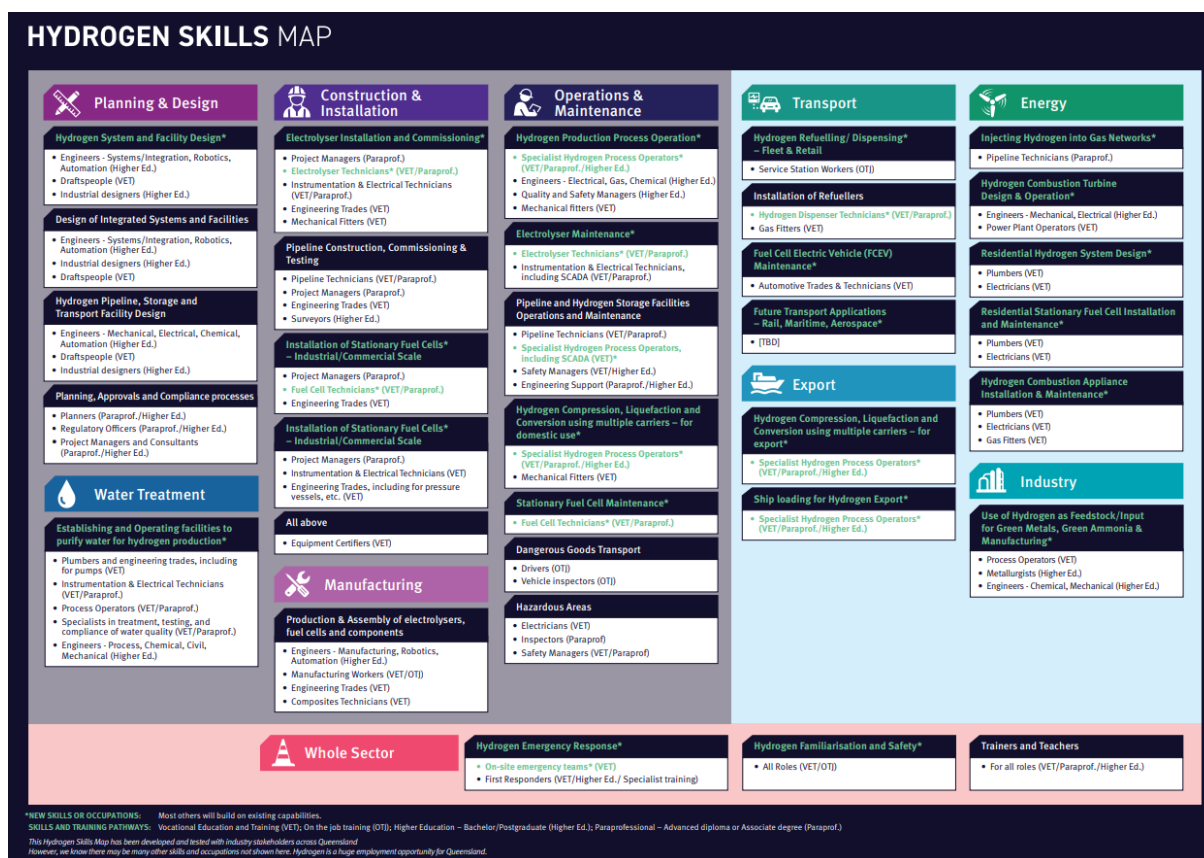 HYDROGEN SKILLS MAP
Planning & Design
Hydrogen System and Facility Design*
• Engineers - Systems/Integration, Robotics,
Automation (Higher Ed.)
• Draftspeople (VET)
• Industrial designers (Higher Ed.)
Design of Integrated Systems and Facilities
• Engineers - Systems/Integration, Robotics,
Automation (Higher Ed.)
• Industrial designers (Higher Ed.)
• Draftspeople (VET)
Hydrogen Pipeline, Storage and
Transport Facility Design
• Engineers - Mechanical, Electrical, Chemical,
Automation (Higher Ed.)
• Draftspeople (VET)
• Industrial designers (Higher Ed.)
Planning, Approvals and Compliance processes
• Planners (Paraprof./Higher Ed.)
• Regulatory Officers (Paraprof./Higher Ed.)
• Project Managers and Consultants
(Paraprof./Higher Ed.)
Water Treatment
Establishing and Operating facilities to
purify water for hydrogen production*
• Plumbers and engineering trades, including
for pumps (VET)
• Instrumentation & Electrical Technicians
(VET/Paraprof.)
• Process Operators (VET/Paraprof.)
• Specialists in treatment, testing, and
compliance of water quality (VET/Paraprof.)
• Engineers - Process, Chemical, Civil,
Mechanical (Higher Ed.)
Construction &
Installation
Electrolyser Installation and Commissioning*
• Project Managers (Paraprof.)
• Electrolyser Technicians* (VET/Paraprof.)
• Instrumentation & Electrical Technicians
(VET/Paraprof.)
• Engineering Trades (VET)
• Mechanical Fitters (VET)
Pipeline Construction, Commissioning &
Testing
• Pipeline Technicians (VET/Paraprof.)
• Project Managers (Paraprof.)
• Engineering Trades (VET)
• Surveyors (Higher Ed.)
Installation of Stationary Fuel Cells*
– Industrial/Commercial Scale
• Project Managers (Paraprof.)
• Fuel Cell Technicians* (VET/Paraprof.)
• Engineering Trades (VET)
Installation of Stationary Fuel Cells*
– Industrial/Commercial Scale
• Project Managers (Paraprof.)
• Instrumentation & Electrical Technicians (VET)
• Engineering Trades, including for pressure
vessels, etc. (VET)
All above
• Equipment Certifiers (VET)
Manufacturing
Production & Assembly of electrolysers,
fuel cells and components
• Engineers - Manufacturing, Robotics,
Automation (Higher Ed.)
• Manufacturing Workers (VET/OTJ)
• Engineering Trades (VET)
• Composites Technicians (VET)
Operations &
Maintenance
Hydrogen Production Process Operation*
• Specialist Hydrogen Process Operators*
(VET/Paraprof./Higher Ed.)
• Engineers - Electrical, Gas, Chemical (Higher Ed.)
• Quality and Safety Managers (Higher Ed.)
• Mechanical fitters (VET)
Electrolyser Maintenance*
• Electrolyser Technicians* (VET/Paraprof.)
• Instrumentation & Electrical Technicians,
including SCADA (VET/Paraprof.)
Pipeline and Hydrogen Storage Facilities
Operations and Maintenance
• Pipeline Technicians (VET/Paraprof.)
• Specialist Hydrogen Process Operators,
including SCADA (VET)*
• Safety Managers (VET/Higher Ed.)
• Engineering Support (Paraprof./Higher Ed.)
Hydrogen Compression, Liquefaction and
Conversion using multiple carriers – for
domestic use*
• Specialist Hydrogen Process Operators*
(VET/Paraprof./Higher Ed.)
• Mechanical Fitters (VET)
Stationary Fuel Cell Maintenance*
• Fuel Cell Technicians* (VET/Paraprof.)
Dangerous Goods Transport
• Drivers (OTJ)
• Vehicle inspectors (OTJ)
Hazardous Areas
• Electricians (VET)
• Inspectors (Paraprof)
• Safety Managers (VET/Paraprof)
Transport
Hydrogen Refuelling/ Dispensing*
– Fleet & Retail
• Service Station Workers (OTJ)
Installation of Refuellers
• Hydrogen Dispenser Technicians* (VET/Paraprof.)
• Gas Fitters (VET)
Fuel Cell Electric Vehicle (FCEV)
Maintenance*
• Automotive Trades & Technicians (VET)
Future Transport Applications
– Rail, Maritime, Aerospace*
• [TBD]
Export
Hydrogen Compression, Liquefaction and
Conversion using multiple carriers – for
export*
• Specialist Hydrogen Process Operators*
(VET/Paraprof./Higher Ed.)
Ship loading for Hydrogen Export*
• Specialist Hydrogen Process Operators*
(VET/Paraprof./Higher Ed.)
Energy
Injecting Hydrogen into Gas Networks*
• Pipeline Technicians (Paraprof.)
Hydrogen Combustion Turbine
Design & Operation*
• Engineers - Mechanical, Electrical (Higher Ed.)
• Power Plant Operators (VET)
Residential Hydrogen System Design*
• Plumbers (VET)
• Electricians (VET)
Residential Stationary Fuel Cell Installation
and Maintenance*
• Plumbers (VET)
• Electricians (VET)
Hydrogen Combustion Appliance
Installation & Maintenance*
• Plumbers (VET)
• Electricians (VET)
• Gas Fitters (VET)
Industry
Use of Hydrogen as Feedstock/Input
for Green Metals, Green Ammonia &
Manufacturing*
• Process Operators (VET)
• Metallurgists (Higher Ed.)
• Engineers - Chemical, Mechanical (Higher Ed.)
Whole Sector
Hydrogen Emergency Response*
• On-site emergency teams* (VET)
• First Responders (VET/Higher Ed./ Specialist training)
Hydrogen Familiarisation and Safety*
• All Roles (VET/OTJ)
Trainers and Teachers
• For all roles (VET/Paraprof./Higher Ed.)
*NEW SKILLS OR OCCUPATIONS: Most others will build on existing capabilities.
SKILLS AND TRAINING PATHWAYS: Vocational Education and Training (VET); On the job training (OTJ); Higher Education – Bachelor/Postgraduate (Higher Ed.); Paraprofessional – Advanced diploma or Associate degree (Paraprof.)
This Hydrogen Skills Map has been developed and tested with industry stakeholders across Queensland
However, we know there may be many other skills and occupations not shown here. Hydrogen is a huge employment opportunity for Queensland.